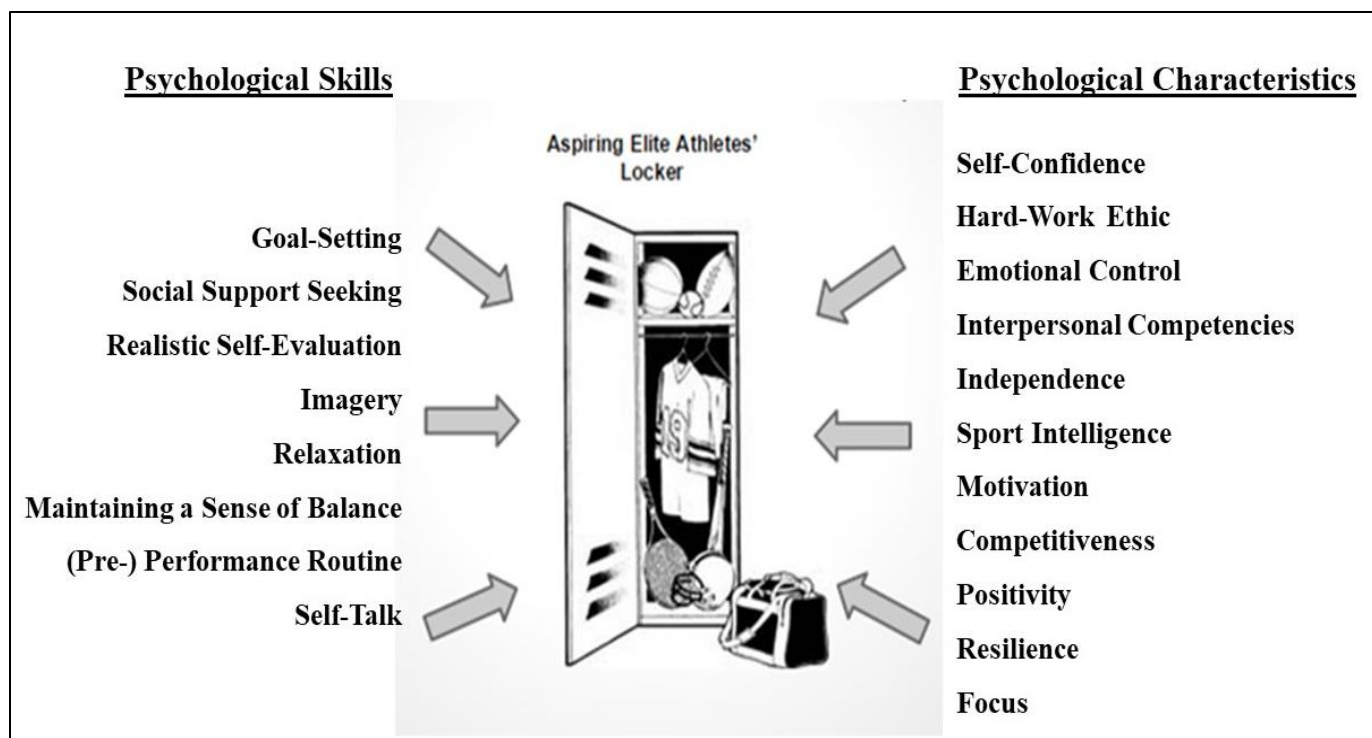 Psychological Skills
Goal-Setting
Social Support Seeking
Realistic Self-Evaluation
Imagery
Relaxation
Maintaining a Sense of Balance
(Pre-) Performance Routine
Self-Talk
Aspiring Elite Athletes'
Locker
19
Psychological Characteristics
Self-Confidence
Hard-Work Ethic
Emotional Control
Interpersonal Competencies
Independence
Sport Intelligence
Motivation
Competitiveness
Positivity
Resilience
Focus